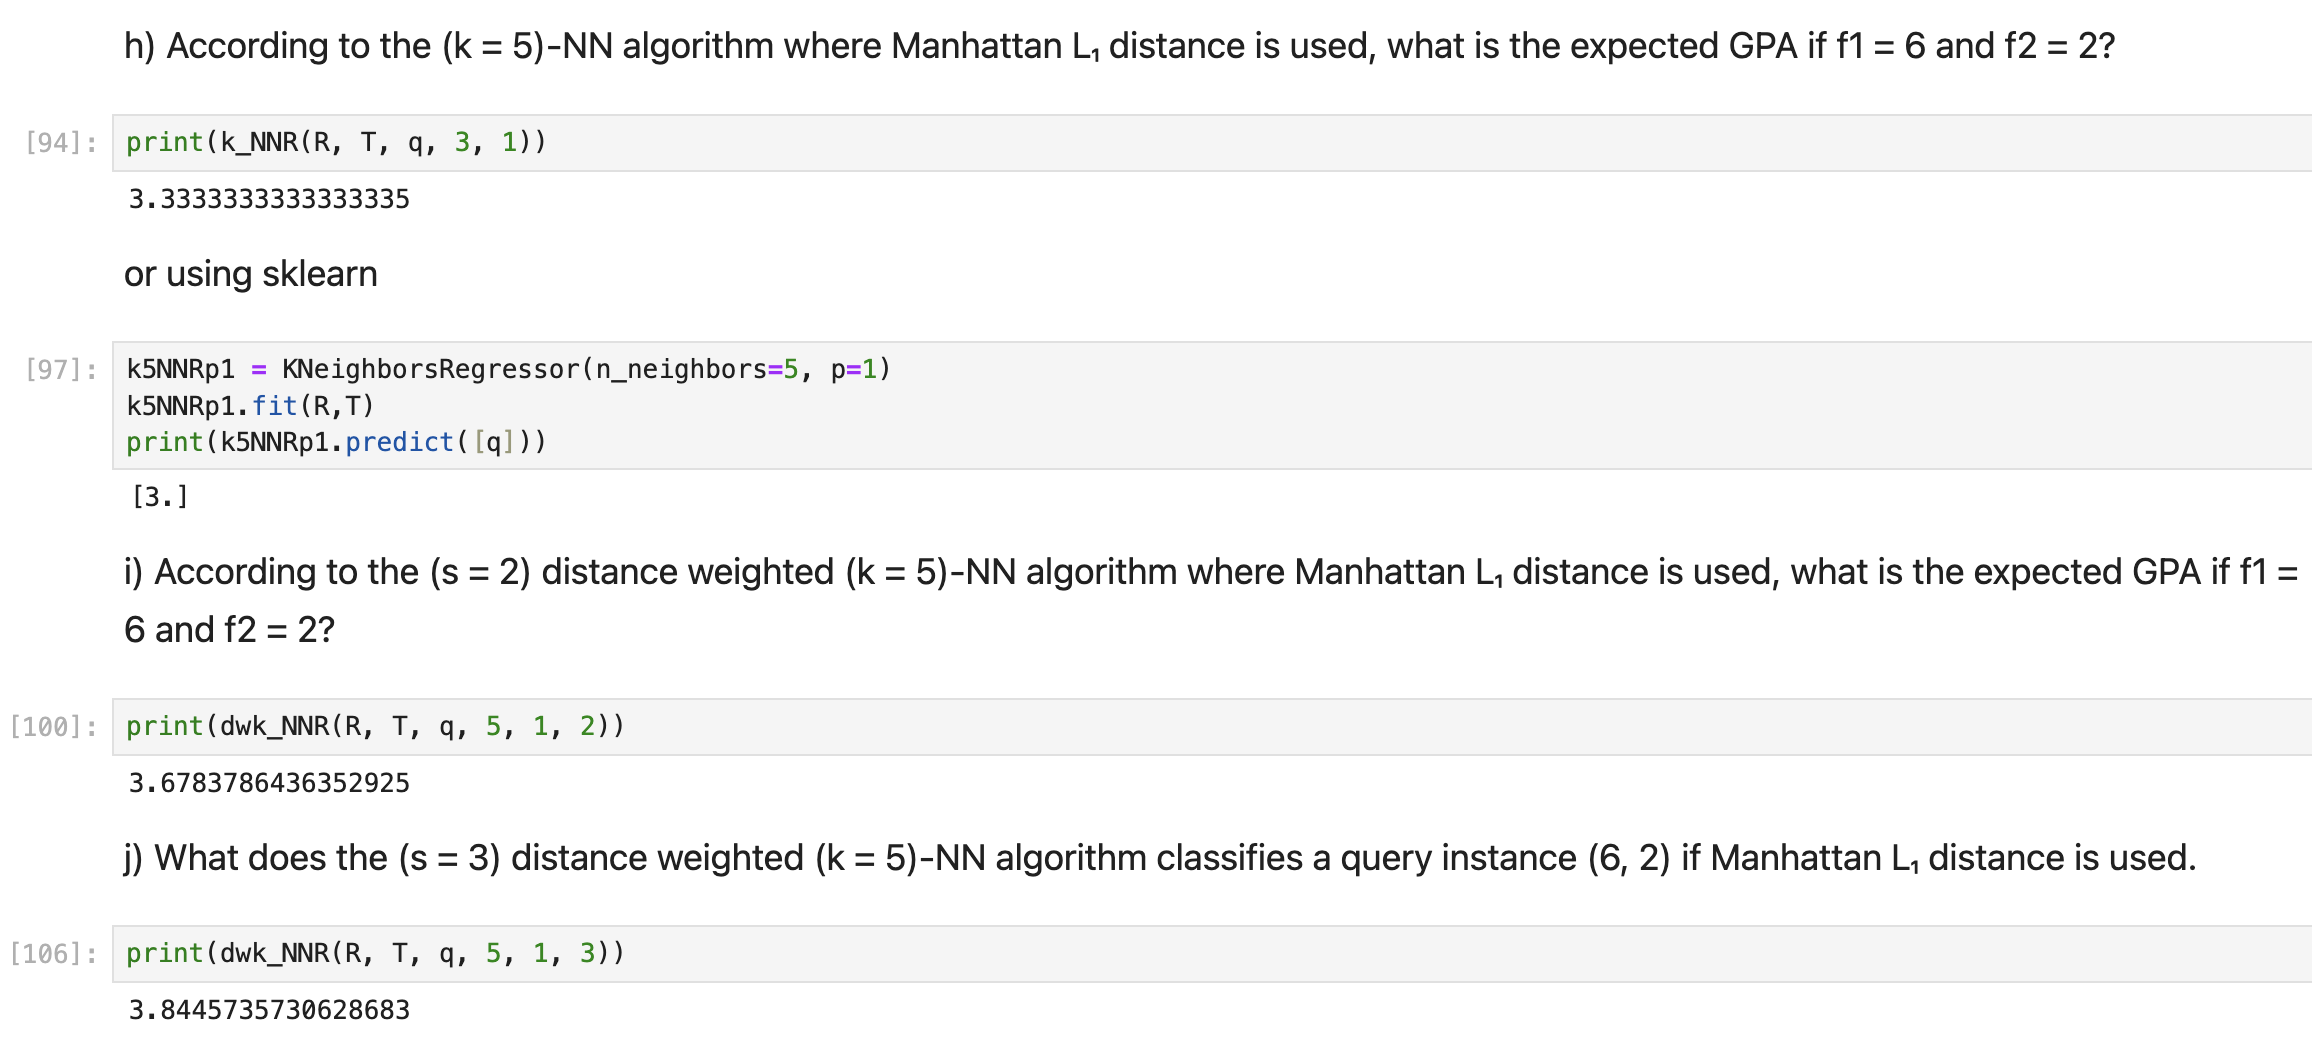 h) According to the (k = 5)-NN algorithm where Manhattan L₁ distance is used, what is the expected GPA if f1 = 6 and f2 = 2?
[94]: print(k_NNR(R, T, q, 3, 1))
3.3333333333333335
or using sklearn
[97]: k5NNRp1 = KNeighborsRegressor(n_neighbors=5, p=1)
k5NNRp1.fit(R,T)
print(k5NNRp1.predict([q]))
[3.]
i) According to the (s = 2) distance weighted (k = 5)-NN algorithm where Manhattan L₁ distance is used, what is the expected GPA if f1 =
6 and f2 = 2?
[100]: print(dwk_NNR(R, T, q, 5, 1, 2))
3.6783786436352925
j) What does the (s = 3) distance weighted (k = 5)-NN algorithm classifies a query instance (6, 2) if Manhattan L₁ distance is used.
[106]: print(dwk_NNR(R, T, q, 5, 1, 3))
3.8445735730628683